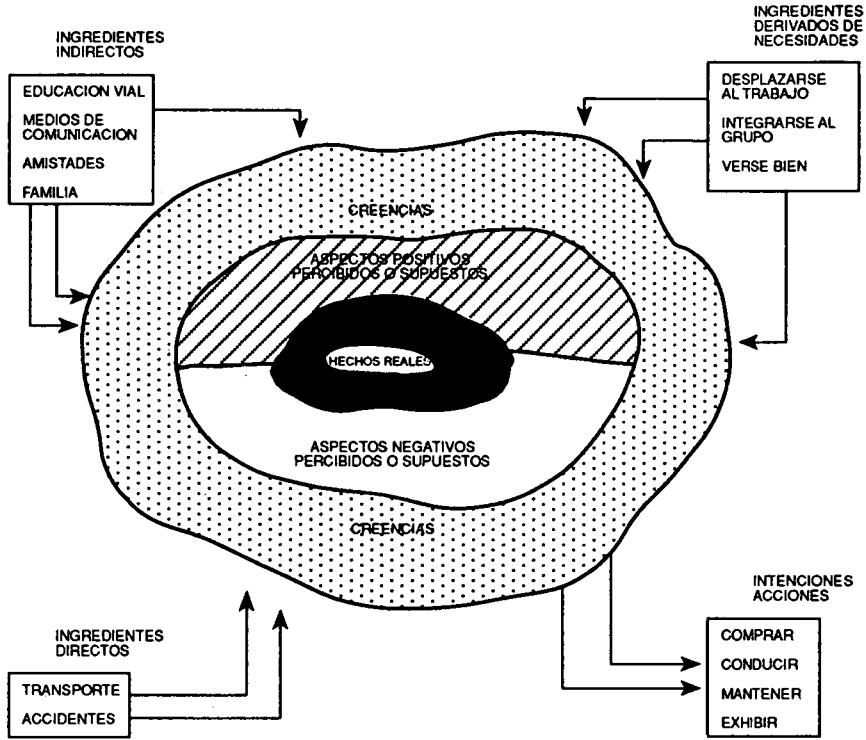 INGREDIENTES
INDIRECTOS
EDUCACION VIAL
MEDIOS DE
COMUNICACION
AMISTADES
FAMILIA
INGREDIENTES
DERIVADOS DE
NECESIDADES
DESPLAZARSE
AL TRABAJO
INTEGRARSE AL
GRUPO
VERSE BIEN
CREENCIAS
ASPECTOS POSITIVOS
PERCIBIDOS O SUPUESTOS
HECHOS REALES
ASPECTOS NEGATIVOS
PERCIBIDOS O SUPUESTOS
CREENCIAS
INGREDIENTES
DIRECTOS
TRANSPORTE
ACCIDENTES
INTENCIONES
ACCIONES
COMPRAR
CONDUCIR
MANTENER
EXHIBIR